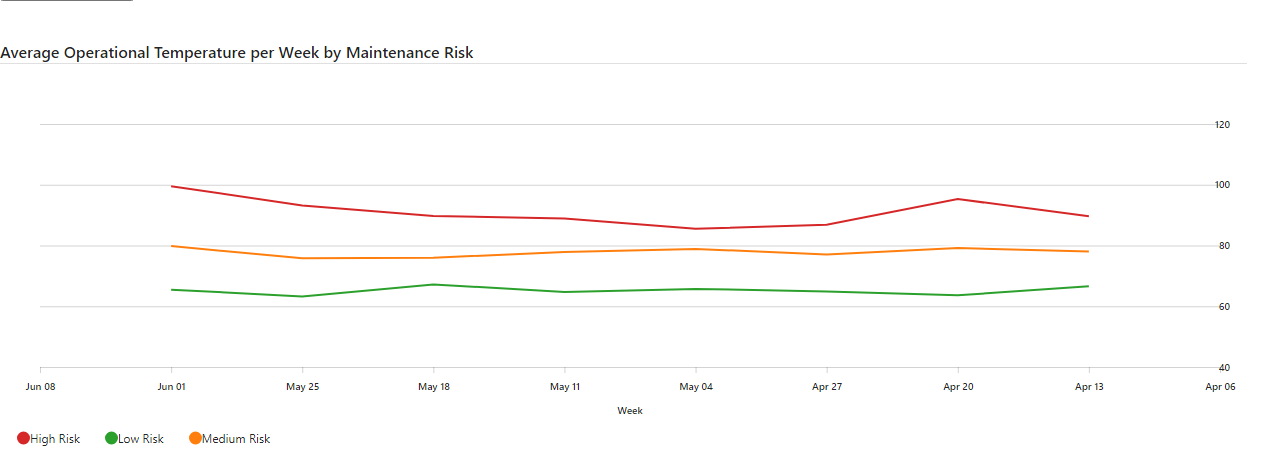 Average Operational Temperature per Week by Maintenance Risk
120
100
80
60
40
Jun 08 Jun 01 May 25 May 18 May 11 May 04 Apr 27 Apr 20 Apr 13 Apr 06
Week
High Risk Low Risk Medium Risk